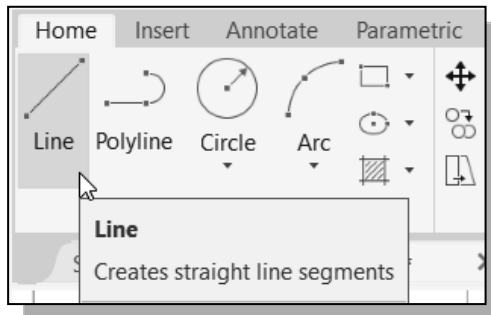 Home Insert Annotate Parametric
Line Polyline Circle Arc
Line
Creates straight line segments